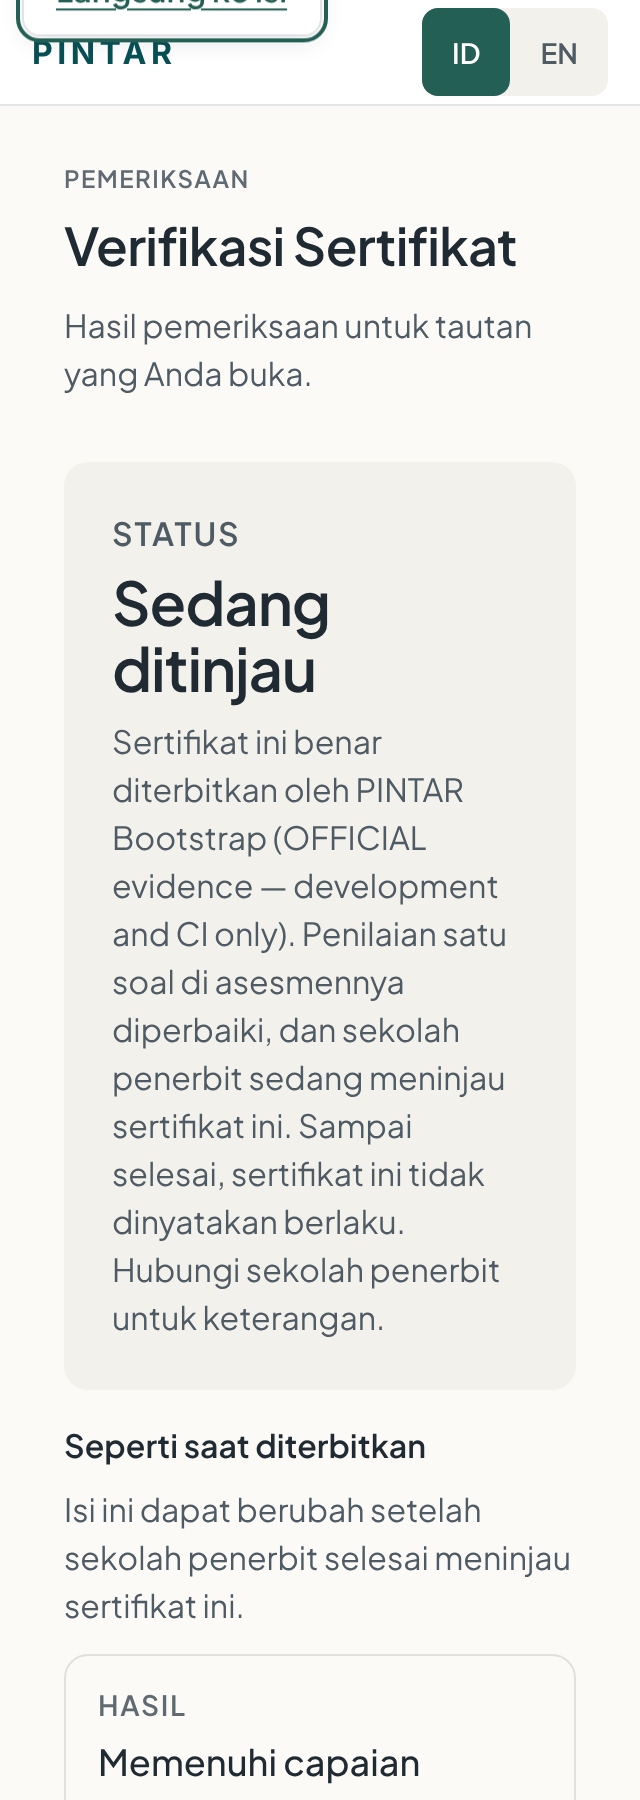 Langsung ke isi
PINTAR
ID
EN
PEMERIKSAAN
Verifikasi Sertifikat
Hasil pemeriksaan untuk tautan
yang Anda buka.
STATUS
Sedang
ditinjau
Sertifikat ini benar
diterbitkan oleh PINTAR
Bootstrap (OFFICIAL
evidence — development
and CI only). Penilaian satu
soal di asesmennya
diperbaiki, dan sekolah
penerbit sedang meninjau
sertifikat ini. Sampai
selesai, sertifikat ini tidak
dinyatakan berlaku.
Hubungi sekolah penerbit
untuk keterangan.
Seperti saat diterbitkan
Isi ini dapat berubah setelah
sekolah penerbit selesai meninjau
sertifikat ini.
HASIL
Memenuhi capaian